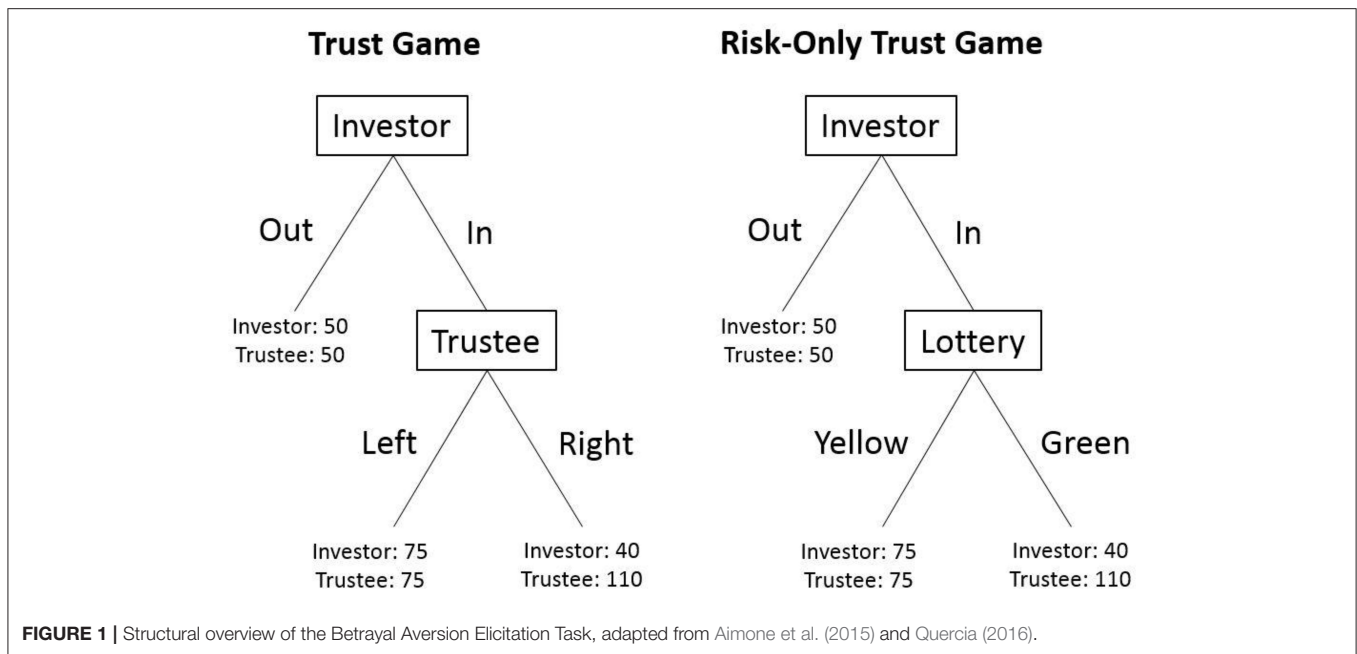 Trust Game
Investor
Out
In
Investor: 50
Trustee: 50
Trustee
Left
Right
Investor: 75
Trustee: 75
Investor: 40
Trustee: 110
Risk-Only Trust Game
Investor
Out
In
Investor: 50
Trustee: 50
Lottery
Yellow
Green
Investor: 75
Trustee: 75
Investor: 40
Trustee: 110
FIGURE 1 | Structural overview of the Betrayal Aversion Elicitation Task, adapted from Aimone et al. (2015) and Quercia (2016).